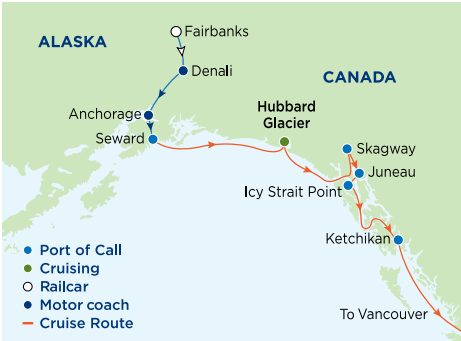 Fairbanks
ALASKA
Denali
CANADA
Hubbard
Glacier
Anchorage
Seward
Skagway
Juneau
Icy Strait Point
Ketchikan
Port of Call
Cruising
Railcar
Motor coach
Cruise Route
To Vancouver